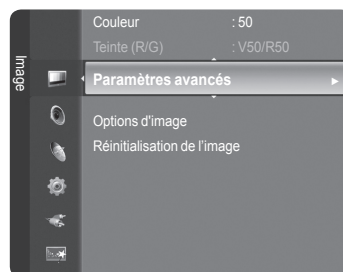 Image
Couleur : 50
Teinte (R/G) : V50/R50
Paramètres avancés
Options d'image
Réinitialisation de l'image